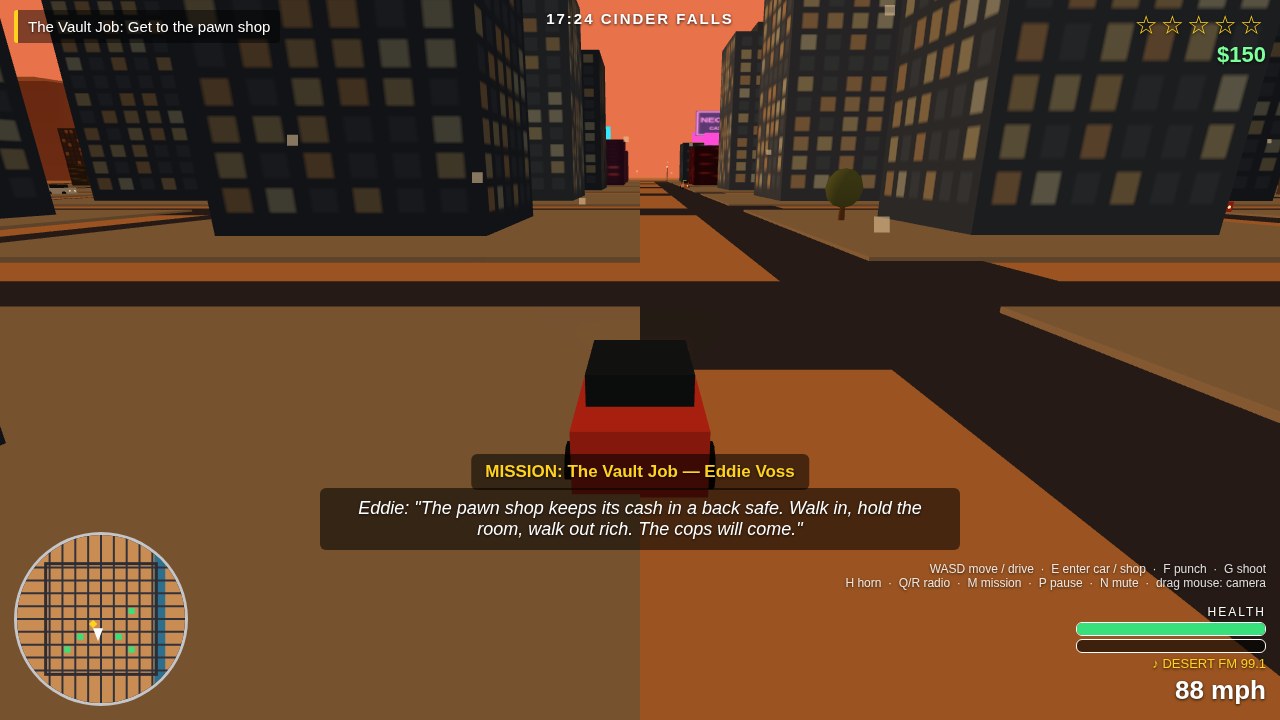 The Vault Job: Get to the pawn shop
17:24 CINDER FALLS
☆☆☆☆☆
$150
MISSION: The Vault Job — Eddie Voss
Eddie: "The pawn shop keeps its cash in a back safe. Walk in, hold the
room, walk out rich. The cops will come."
WASD move / drive · E enter car / shop · F punch · G shoot
H horn · Q/R radio · M mission · P pause · N mute · drag mouse: camera
HEALTH
♪ DESERT FM 99.1
88 mph